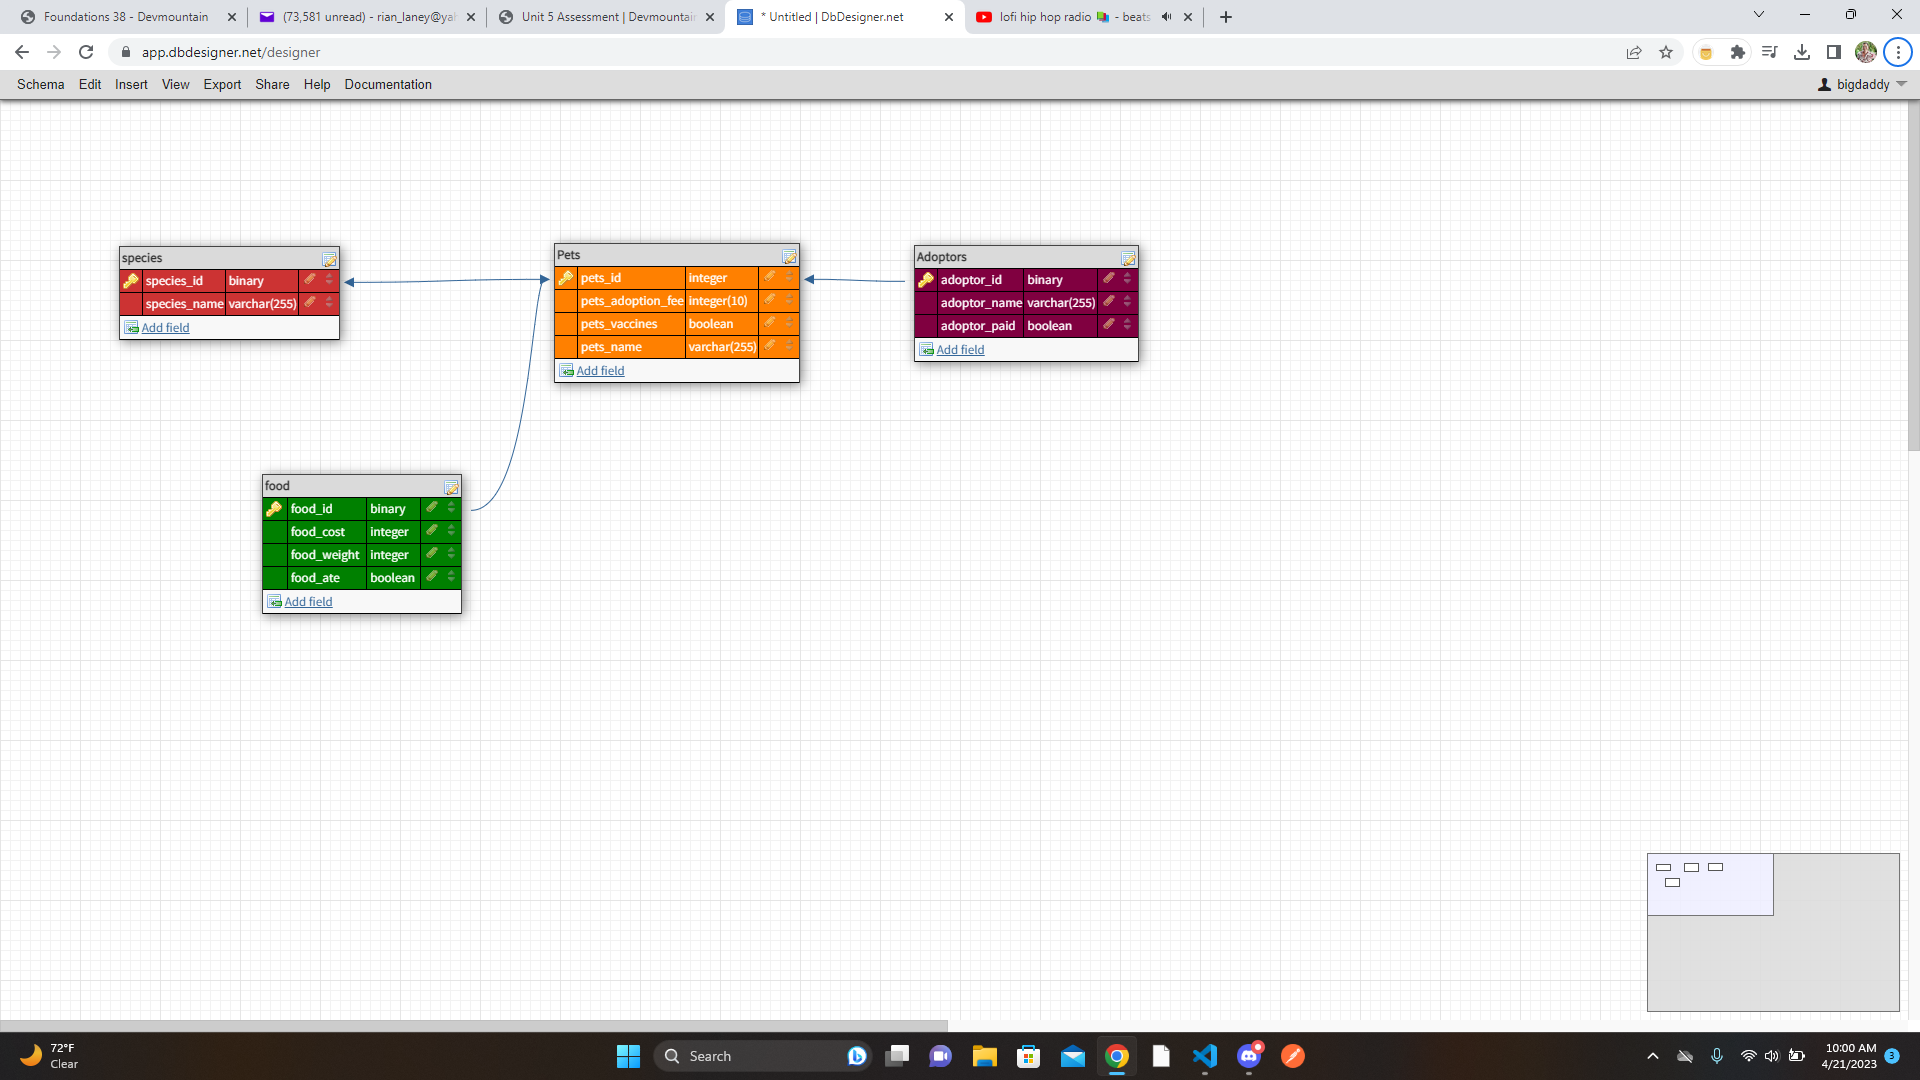 Foundations 38 - Devmountain
(73,581 unread) - rian_laney@yah
Unit 5 Assessment | Devmountain
* Untitled | DbDesigner.net
lofi hip hop radio 📚 - beats
app.dbdesigner.net/designer
Schema Edit Insert View Export Share Help Documentation
bigdaddy
species
species_id binary
species_name varchar(255)
Add field
Pets
pets_id integer
pets_adoption_fee integer(10)
pets_vaccines boolean
pets_name varchar(255)
Add field
Adoptors
adoptor_id binary
adoptor_name varchar(255)
adoptor_paid boolean
Add field
food
food_id binary
food_cost integer
food_weight integer
food_ate boolean
Add field
72°F
Clear
Search
10:00 AM
4/21/2023
3